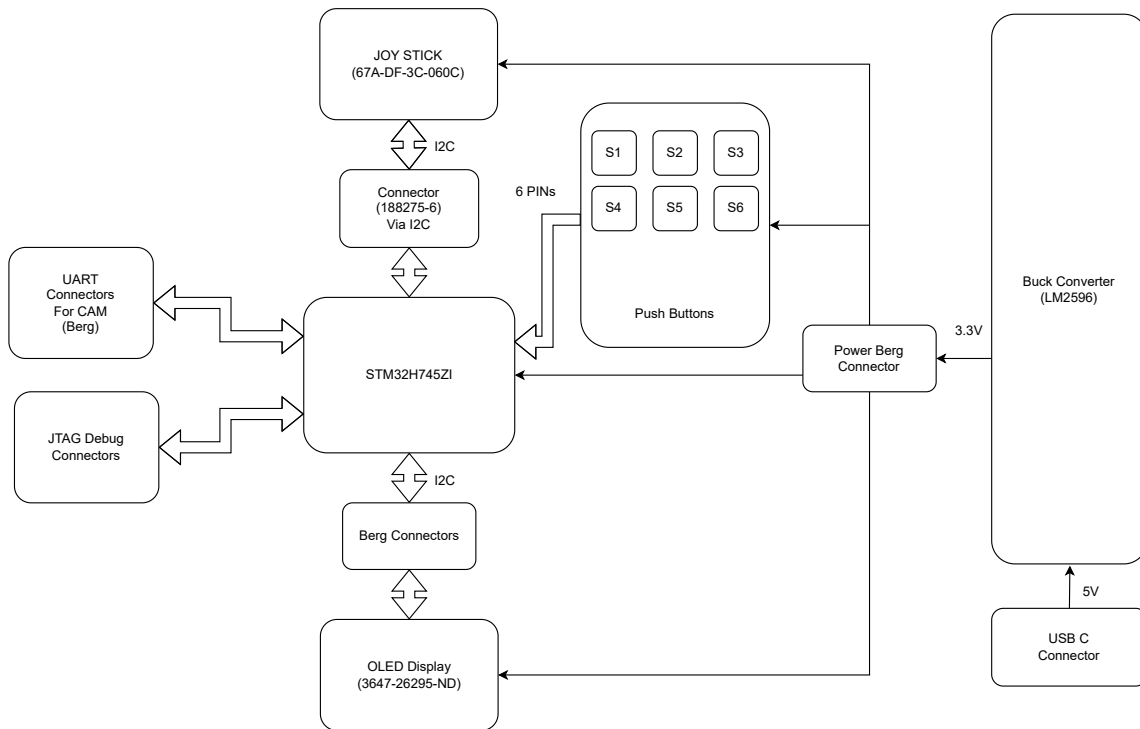 JOY STICK
(67A-DF-3C-060C)
I2C
Connector
(188275-6)
Via I2C
6 PINs
S1
S2
S3
S4
S5
S6
Push Buttons
UART
Connectors
For CAM
(Berg)
STM32H745ZI
JTAG Debug
Connectors
I2C
Berg Connectors
OLED Display
(3647-26295-ND)
Power Berg
Connector
3.3V
Buck Converter
(LM2596)
5V
USB C
Connector